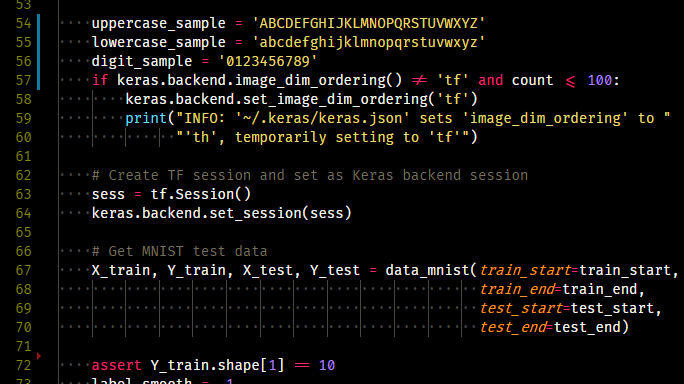 53
54 uppercase_sample = 'ABCDEFGHIJKLMNOPQRSTUVWXYZ'
55 lowercase_sample = 'abcdefghijklmnopqrstuvwxyz'
56 digit_sample = '0123456789'
57 if keras.backend.image_dim_ordering() ≠ 'tf' and count ⩽ 100:
58 keras.backend.set_image_dim_ordering('tf')
59 print("INFO: '~/.keras/keras.json' sets 'image_dim_ordering' to "
60 "'th', temporarily setting to 'tf'")
61
62 # Create TF session and set as Keras backend session
63 sess = tf.Session()
64 keras.backend.set_session(sess)
65
66 # Get MNIST test data
67 X_train, Y_train, X_test, Y_test = data_mnist(train_start=train_start,
68 train_end=train_end,
69 test_start=test_start,
70 test_end=test_end)
71
72 assert Y_train.shape[1] == 10
73 label_smooth = .1